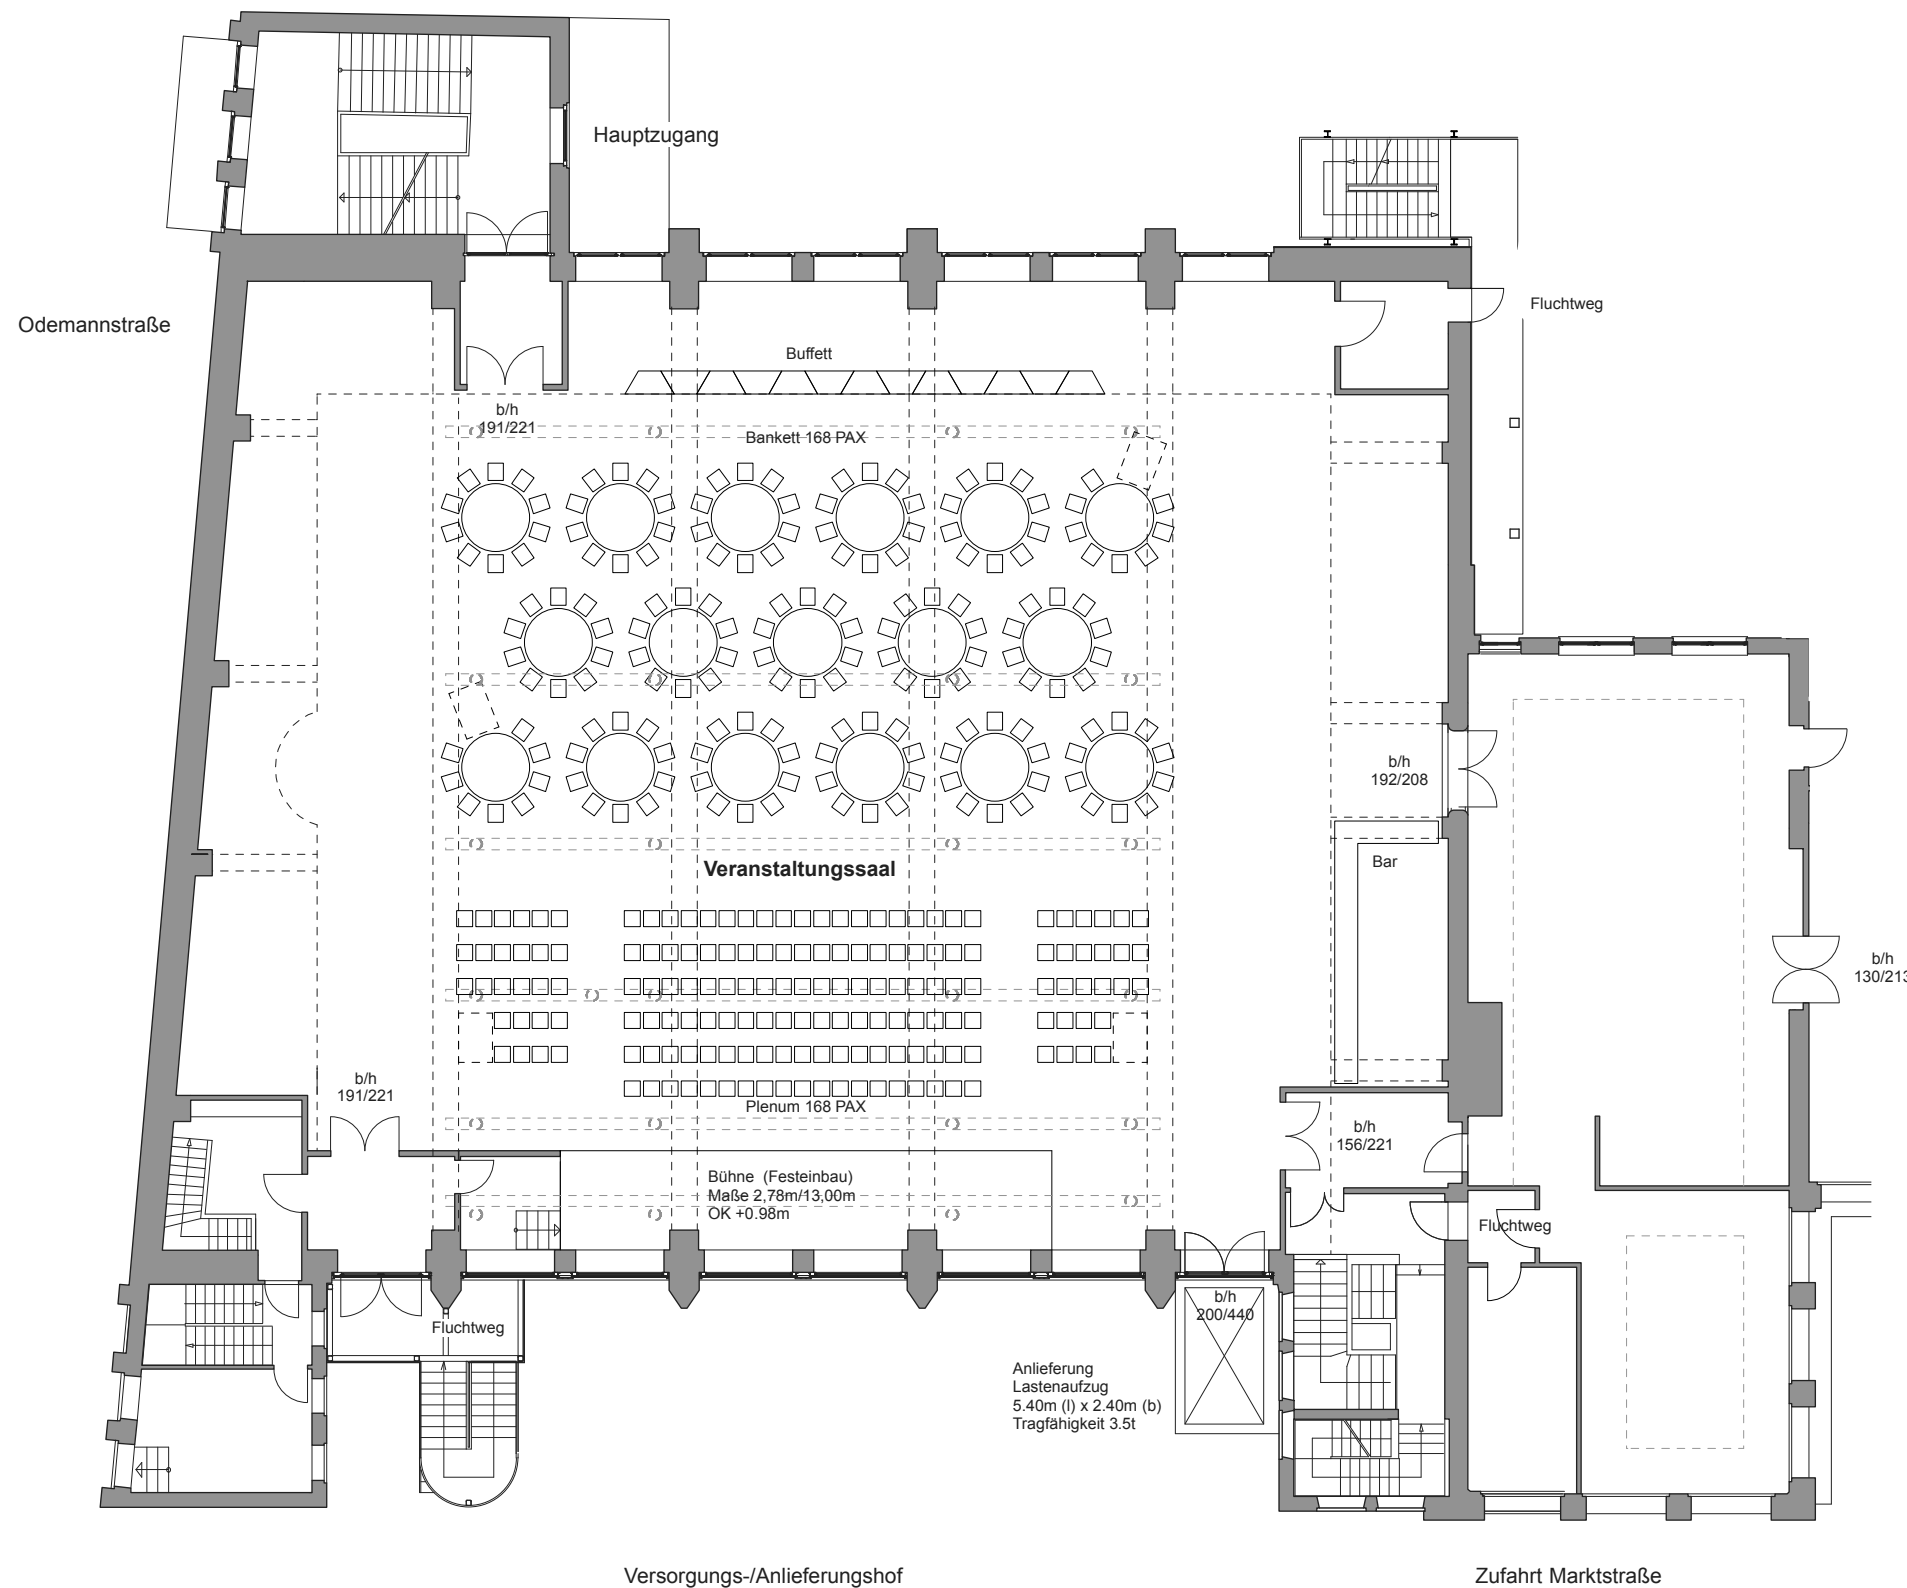 Hauptzugang
Odemannstraße
Fluchtweg
Buffett
b/h
191/221
Bankett 168 PAX
b/h
192/208
Bar
Veranstaltungssaal
b/h
130/213
b/h
191/221
Plenum 168 PAX
b/h
156/221
Bühne (Festeinbau)
Maße 2,78m/13,00m
OK +0.98m
Fluchtweg
b/h
200/440
Fluchtweg
Anlieferung
Lastenaufzug
5.40m (l) x 2.40m (b)
Tragfähigkeit 3.5t
Versorgungs-/Anlieferungshof
Zufahrt Marktstraße